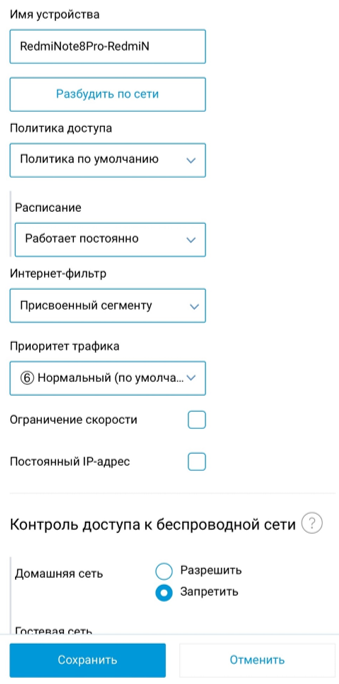 Имя устройства
RedmiNote8Pro-RedmiN
Разбудить по сети
Политика доступа
Политика по умолчанию
Расписание
Работает постоянно
Интернет-фильтр
Присвоенный сегменту
Приоритет трафика
⑥ Нормальный (по умолча...
Ограничение скорости
Постоянный IP-адрес
Контроль доступа к беспроводной сети ?
Домашняя сеть
Разрешить
Запретить
Гостевая сеть
Сохранить
Отменить